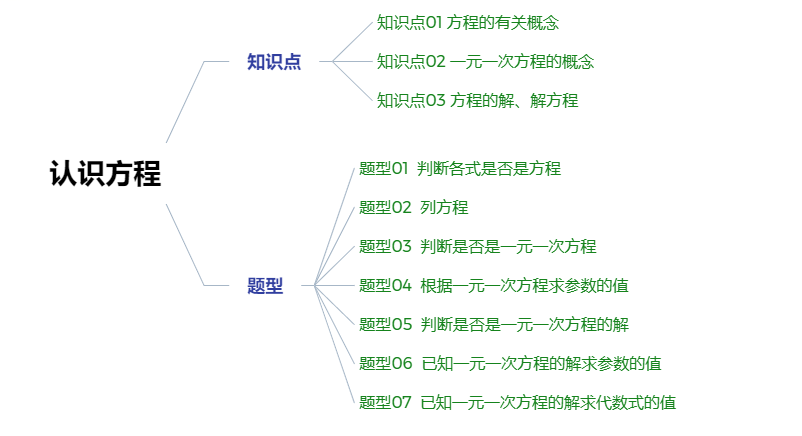 认识方程
知识点
知识点01 方程的有关概念
知识点02 一元一次方程的概念
知识点03 方程的解、解方程
题型
题型01 判断各式是否是方程
题型02 列方程
题型03 判断是否是一元一次方程
题型04 根据一元一次方程求参数的值
题型05 判断是否是一元一次方程的解
题型06 已知一元一次方程的解求参数的值
题型07 已知一元一次方程的解求代数式的值